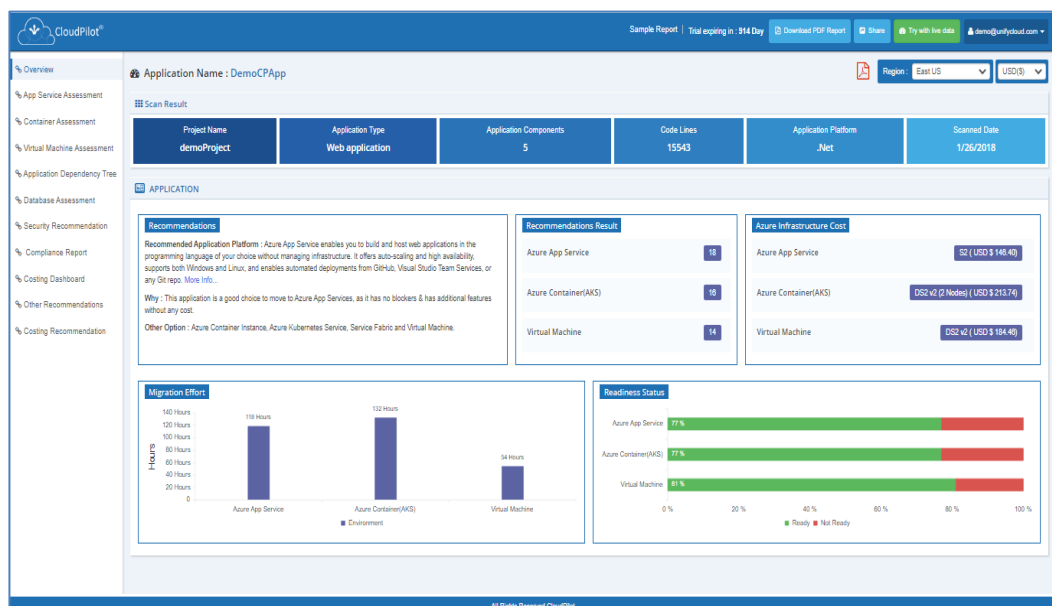 CloudPilot®
Sample Report | Trial expiring in : 914 Day
Download PDF Report
Share
Try with live data
demo@unifycloud.com
Overview
App Service Assessment
Container Assessment
Virtual Machine Assessment
Application Dependency Tree
Database Assessment
Security Recommendation
Compliance Report
Costing Dashboard
Other Recommendations
Costing Recommendation
Application Name : DemoCPApp
Region : East US
USD($)
Scan Result
Project Name
demoProject
Application Type
Web application
Application Components
5
Code Lines
15543
Application Platform
.Net
Scanned Date
1/26/2018
APPLICATION
Recommendations
Recommended Application Platform : Azure App Service enables you to build and host web applications in the
programming language of your choice without managing infrastructure. It offers auto-scaling and high availability,
supports both Windows and Linux, and enables automated deployments from GitHub, Visual Studio Team Services, or
any Git repo. More Info...
Why : This application is a good choice to move to Azure App Services, as it has no blockers & has additional features
without any cost.
Other Option : Azure Container Instance, Azure Kubernetes Service, Service Fabric and Virtual Machine.
Recommendations Result
Azure App Service 18
Azure Container(AKS) 16
Virtual Machine 14
Azure Infrastructure Cost
Azure App Service S2 ( USD $ 146.40)
Azure Container(AKS) DS2 v2 (2 Nodes) ( USD $ 213.74)
Virtual Machine DS2 v2 ( USD $ 184.46)
Migration Effort
Hours
140 Hours
120 Hours
100 Hours
80 Hours
60 Hours
40 Hours
20 Hours
0
118 Hours
132 Hours
54 Hours
Azure App Service
Azure Container(AKS)
Virtual Machine
Environment
Readiness Status
Azure App Service 77 %
Azure Container(AKS) 77 %
Virtual Machine 81 %
0 % 20 % 40 % 60 % 80 % 100 %
Ready Not Ready
All Rights Reserved CloudPilot